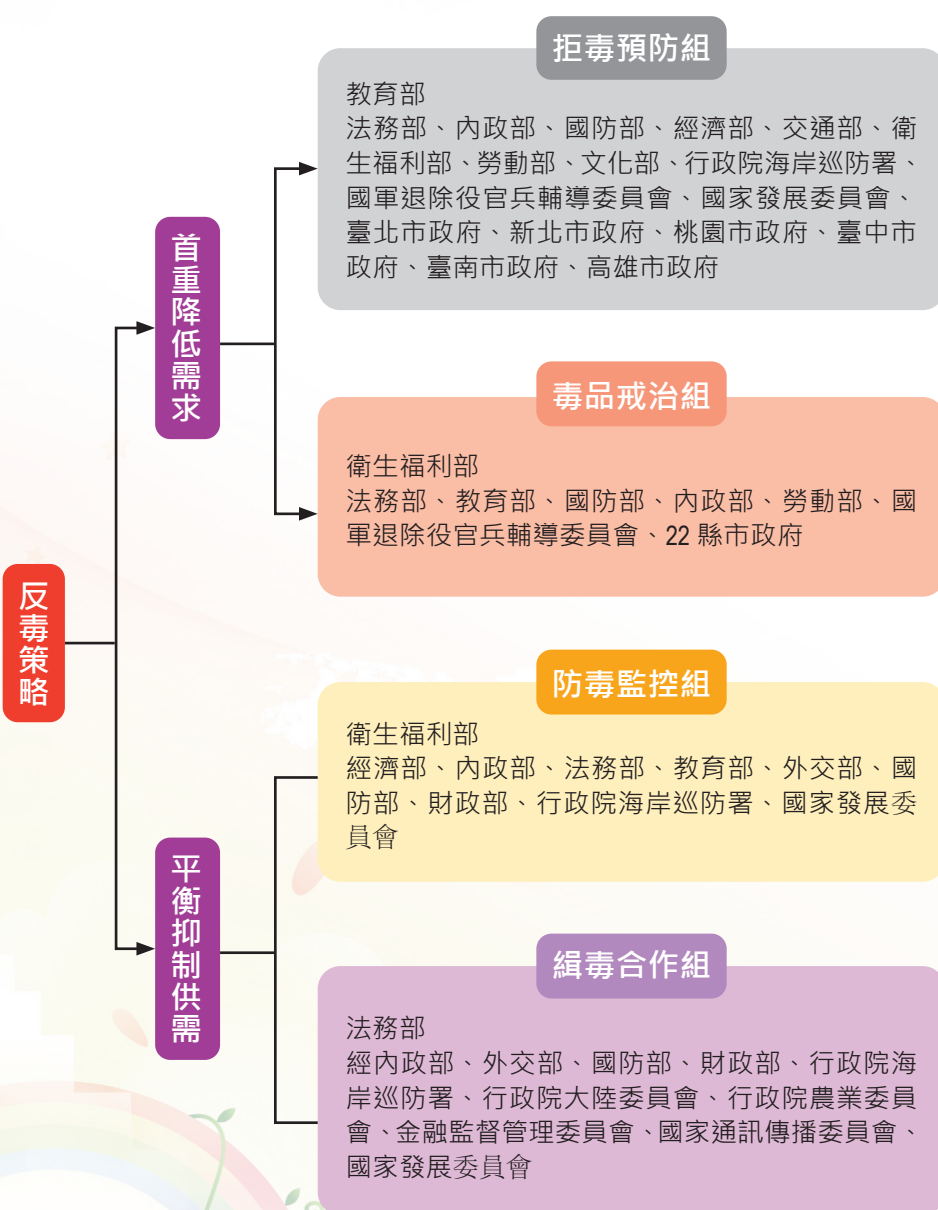 反毒策略
首重降低需求
拒毒預防組
教育部
法務部、內政部、國防部、經濟部、交通部、衛
生福利部、勞動部、文化部、行政院海岸巡防署、
國軍退除役官兵輔導委員會、國家發展委員會、
臺北市政府、新北市政府、桃園市政府、臺中市
政府、臺南市政府、高雄市政府
毒品戒治組
衛生福利部
法務部、教育部、國防部、內政部、勞動部、國
軍退除役官兵輔導委員會、22 縣市政府
平衡抑制供需
防毒監控組
衛生福利部
經濟部、內政部、法務部、教育部、外交部、國
防部、財政部、行政院海岸巡防署、國家發展委
員會
緝毒合作組
法務部
經內政部、外交部、國防部、財政部、行政院海
岸巡防署、行政院大陸委員會、行政院農業委員
會、金融監督管理委員會、國家通訊傳播委員會、
國家發展委員會